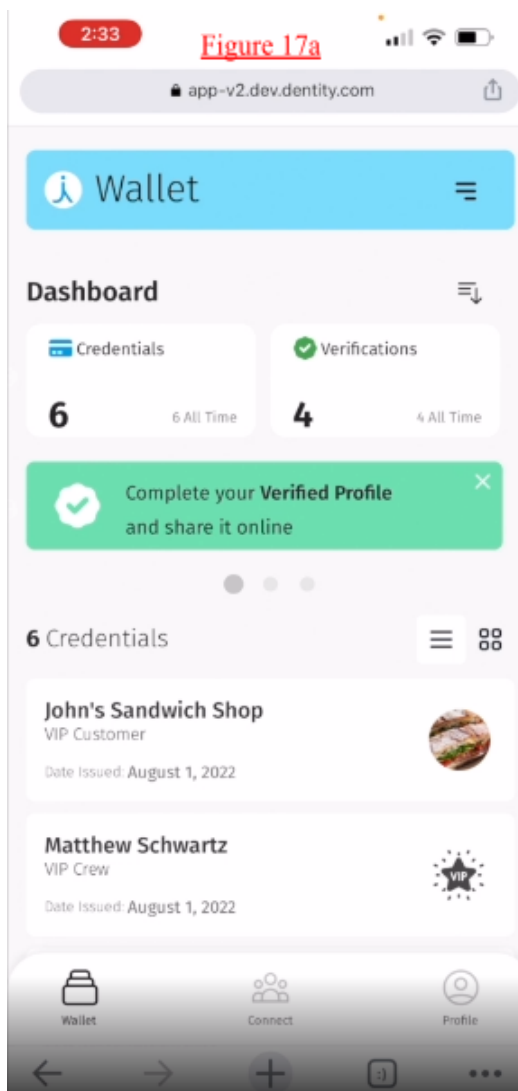 2:33
Figure 17a
app-v2.dev.dentity.com
Wallet
Dashboard
Credentials
Verifications
6
6 All Time
4
4 All Time
Complete your Verified Profile
and share it online
6 Credentials
John's Sandwich Shop
VIP Customer
Date Issued: August 1, 2022
Matthew Schwartz
VIP Crew
VIP
Date Issued: August 1, 2022
Wallet
Connect
Profile
:)